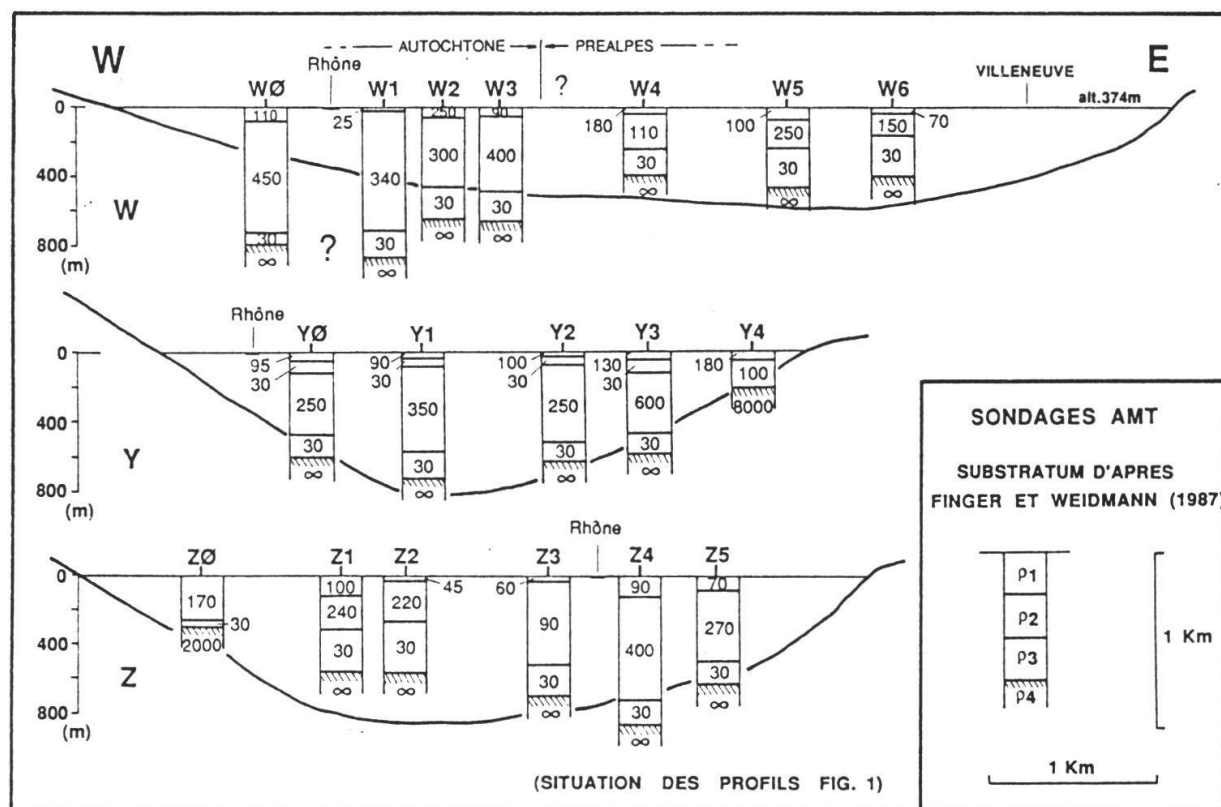 AUTOCHTONE PREALPES
W E
Rhône ? VILLENEUVE
WØ W1 W2 W3 W4 W5 W6 alt.374m
0 110 25 250 90 180 100 70
450 340 300 400 110 250 150
400 30 30 30
W 30 30
800 30 ? 30 ∞ ∞ ∞ ∞ ∞
(m) ∞ ∞
Rhône
YØ Y1 Y2 Y3 Y4
0 95 90 100 130 180
30 30 30 30 100
250 350 250 600 8000
400
Y 30 30 30 30
∞ ∞ ∞ ∞
800
(m)
Rhône
ZØ Z1 Z2 Z3 Z4 Z5
0 100 45 60 90 70
170 240 220 90 270
30 30 30 400
400 2000 30
Z ∞ ∞ 30 ∞
800 ∞ 30
(m) ∞
(SITUATION DES PROFILS FIG. 1)
SONDAGES AMT
SUBSTRATUM D'APRES
FINGER ET WEIDMANN (1987)
ρ1
ρ2
ρ3
ρ4
1 Km
1 Km